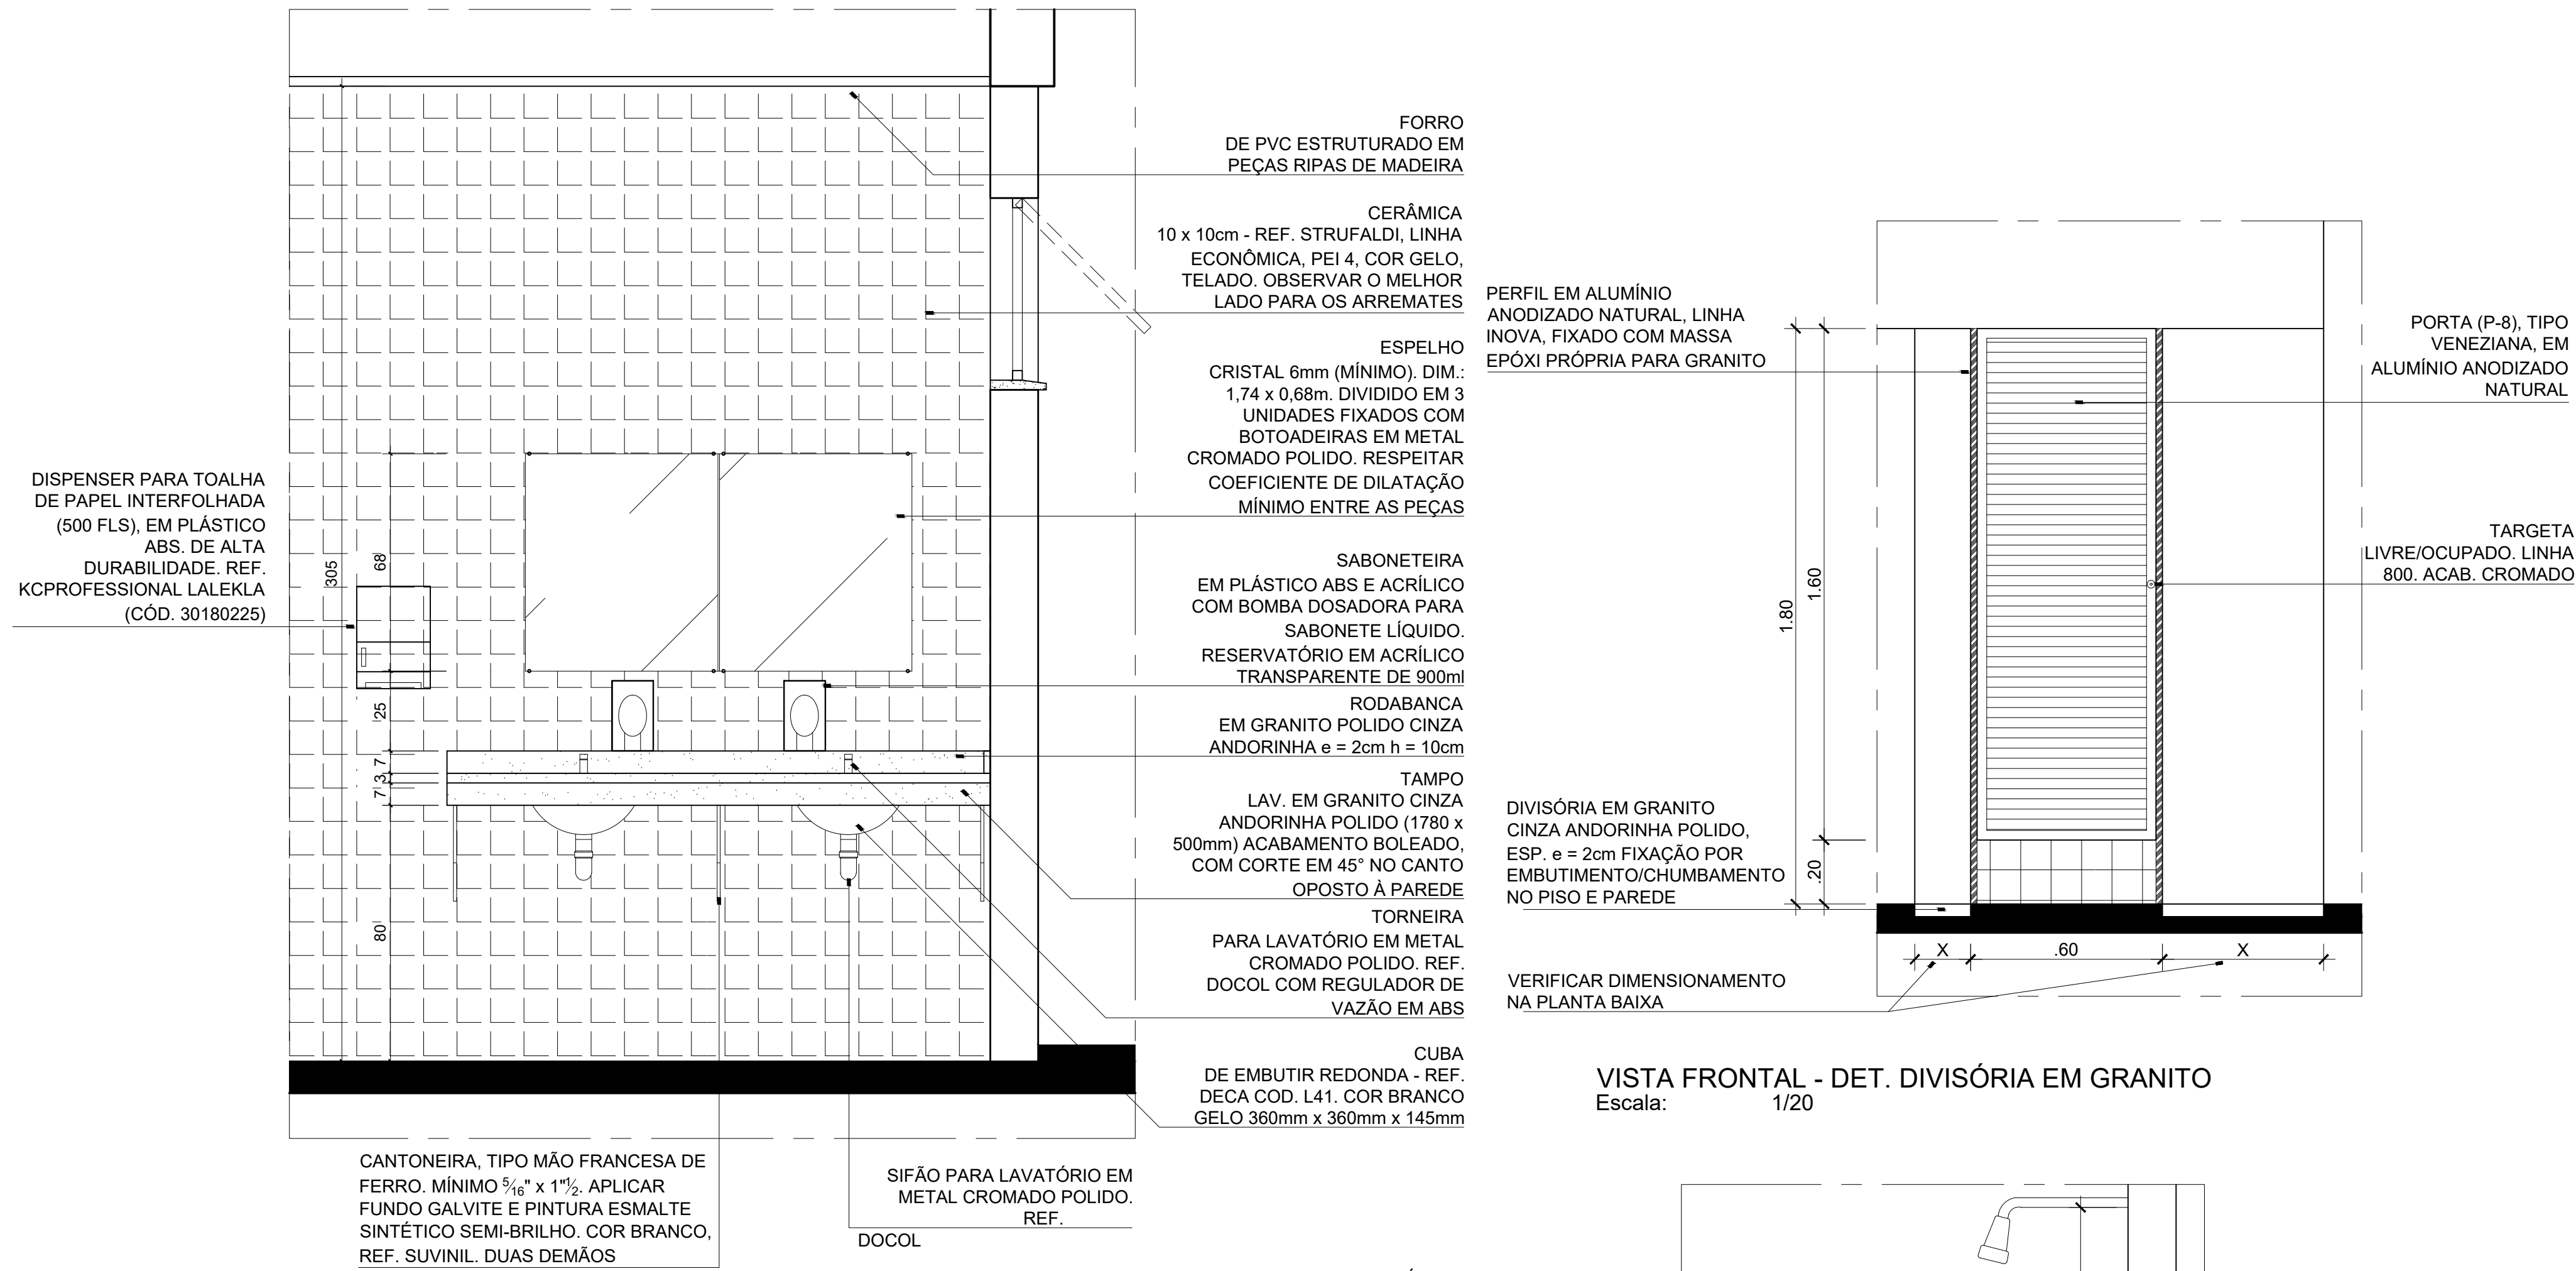 FORRO
DE PVC ESTRUTURADO EM
PEÇAS RIPAS DE MADEIRA
CERÂMICA
10 x 10cm - REF. STRUFALDI, LINHA
ECONÔMICA, PEI 4, COR GELO,
TELADO. OBSERVAR O MELHOR
LADO PARA OS ARREMATES
ESPELHO
CRISTAL 6mm (MÍNIMO). DIM.:
1,74 x 0,68m. DIVIDIDO EM 3
UNIDADES FIXADOS COM
BOTOADEIRAS EM METAL
CROMADO POLIDO. RESPEITAR
COEFICIENTE DE DILATAÇÃO
MÍNIMO ENTRE AS PEÇAS
SABONETEIRA
EM PLÁSTICO ABS E ACRÍLICO
COM BOMBA DOSADORA PARA
SABONETE LÍQUIDO.
RESERVATÓRIO EM ACRÍLICO
TRANSPARENTE DE 900ml
RODABANCA
EM GRANITO POLIDO CINZA
ANDORINHA e = 2cm h = 10cm
TAMPO
LAV. EM GRANITO CINZA
ANDORINHA POLIDO (1780 x
500mm) ACABAMENTO BOLEADO,
COM CORTE EM 45° NO CANTO
OPOSTO À PAREDE
TORNEIRA
PARA LAVATÓRIO EM METAL
CROMADO POLIDO. REF.
DOCOL COM REGULADOR DE
VAZÃO EM ABS
CUBA
DE EMBUTIR REDONDA - REF.
DECA COD. L41. COR BRANCO
GELO 360mm x 360mm x 145mm
DISPENSER PARA TOALHA
DE PAPEL INTERFOLHADA
(500 FLS), EM PLÁSTICO
ABS. DE ALTA
DURABILIDADE. REF.
KCPROFESSIONAL LALEKLA
(CÓD. 30180225)
305
68
25
7
3
7
80
CANTONEIRA, TIPO MÃO FRANCESA DE
FERRO. MÍNIMO 5/16" x 1"1/2. APLICAR
FUNDO GALVITE E PINTURA ESMALTE
SINTÉTICO SEMI-BRILHO. COR BRANCO,
REF. SUVINIL. DUAS DEMÃOS
SIFÃO PARA LAVATÓRIO EM
METAL CROMADO POLIDO.
REF.
DOCOL
PERFIL EM ALUMÍNIO
ANODIZADO NATURAL, LINHA
INOVA, FIXADO COM MASSA
EPÓXI PRÓPRIA PARA GRANITO
PORTA (P-8), TIPO
VENEZIANA, EM
ALUMÍNIO ANODIZADO
NATURAL
TARGETA
LIVRE/OCUPADO. LINHA
800. ACAB. CROMADO
1.80
1.60
.20
DIVISÓRIA EM GRANITO
CINZA ANDORINHA POLIDO,
ESP. e = 2cm FIXAÇÃO POR
EMBUTIMENTO/CHUMBAMENTO
NO PISO E PAREDE
X .60 X
VERIFICAR DIMENSIONAMENTO
NA PLANTA BAIXA
VISTA FRONTAL - DET. DIVISÓRIA EM GRANITO
Escala: 1/20